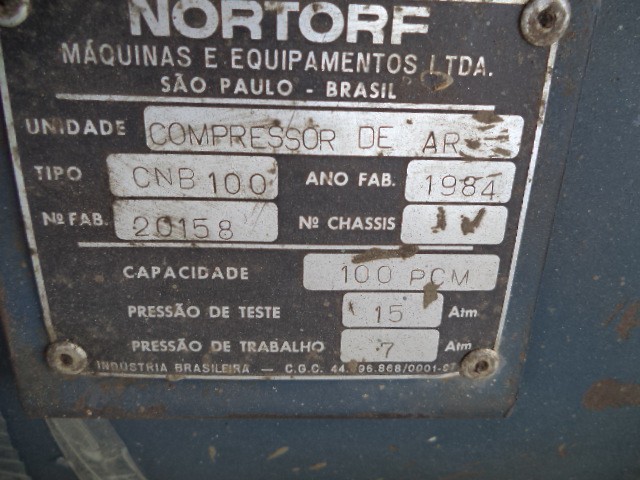 NORTORF
MÁQUINAS E EQUIPAMENTOS LTDA.
SÃO PAULO - BRASIL
UNIDADE COMPRESSOR DE AR
TIPO CNB 100 ANO FAB. 1984
Nº FAB. 20158 Nº CHASSIS
CAPACIDADE 100 PCM
PRESSÃO DE TESTE 15 Atm
PRESSÃO DE TRABALHO 7 Atm
INDÚSTRIA BRASILEIRA — C.G.C. 44.